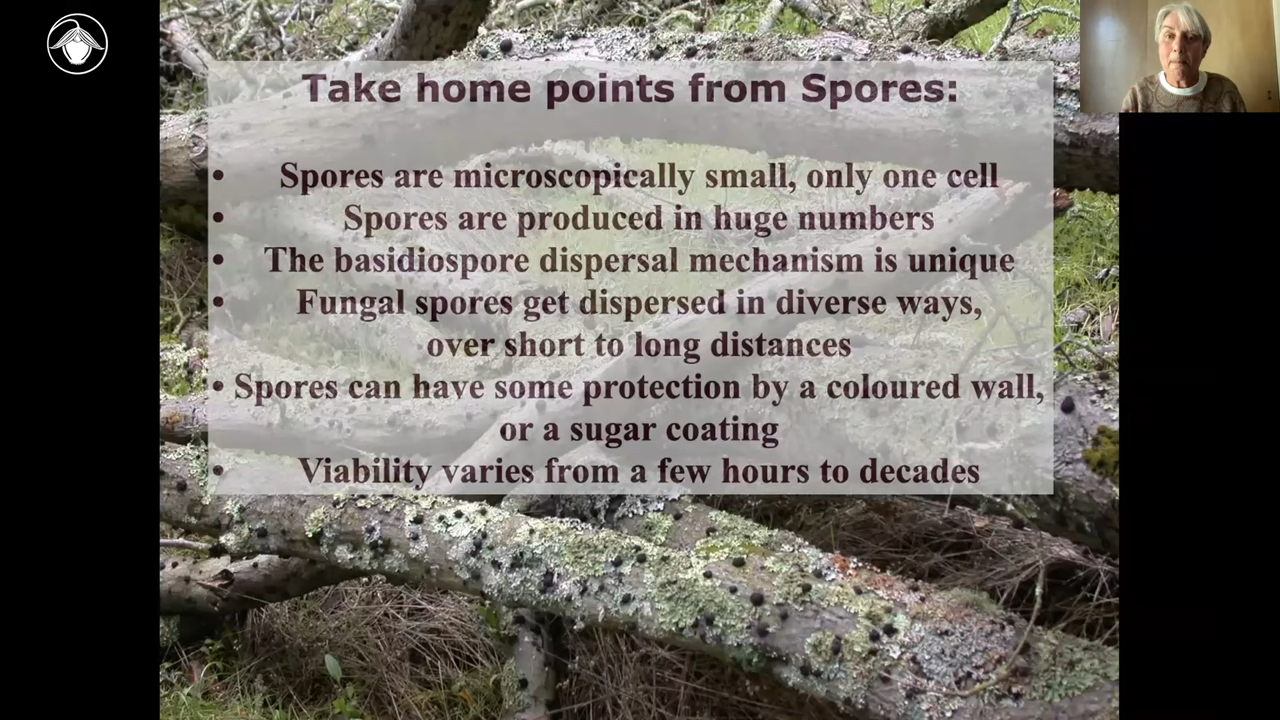 Take home points from Spores:
• Spores are microscopically small, only one cell
• Spores are produced in huge numbers
• The basidiospore dispersal mechanism is unique
• Fungal spores get dispersed in diverse ways,
over short to long distances
• Spores can have some protection by a coloured wall,
or a sugar coating
• Viability varies from a few hours to decades